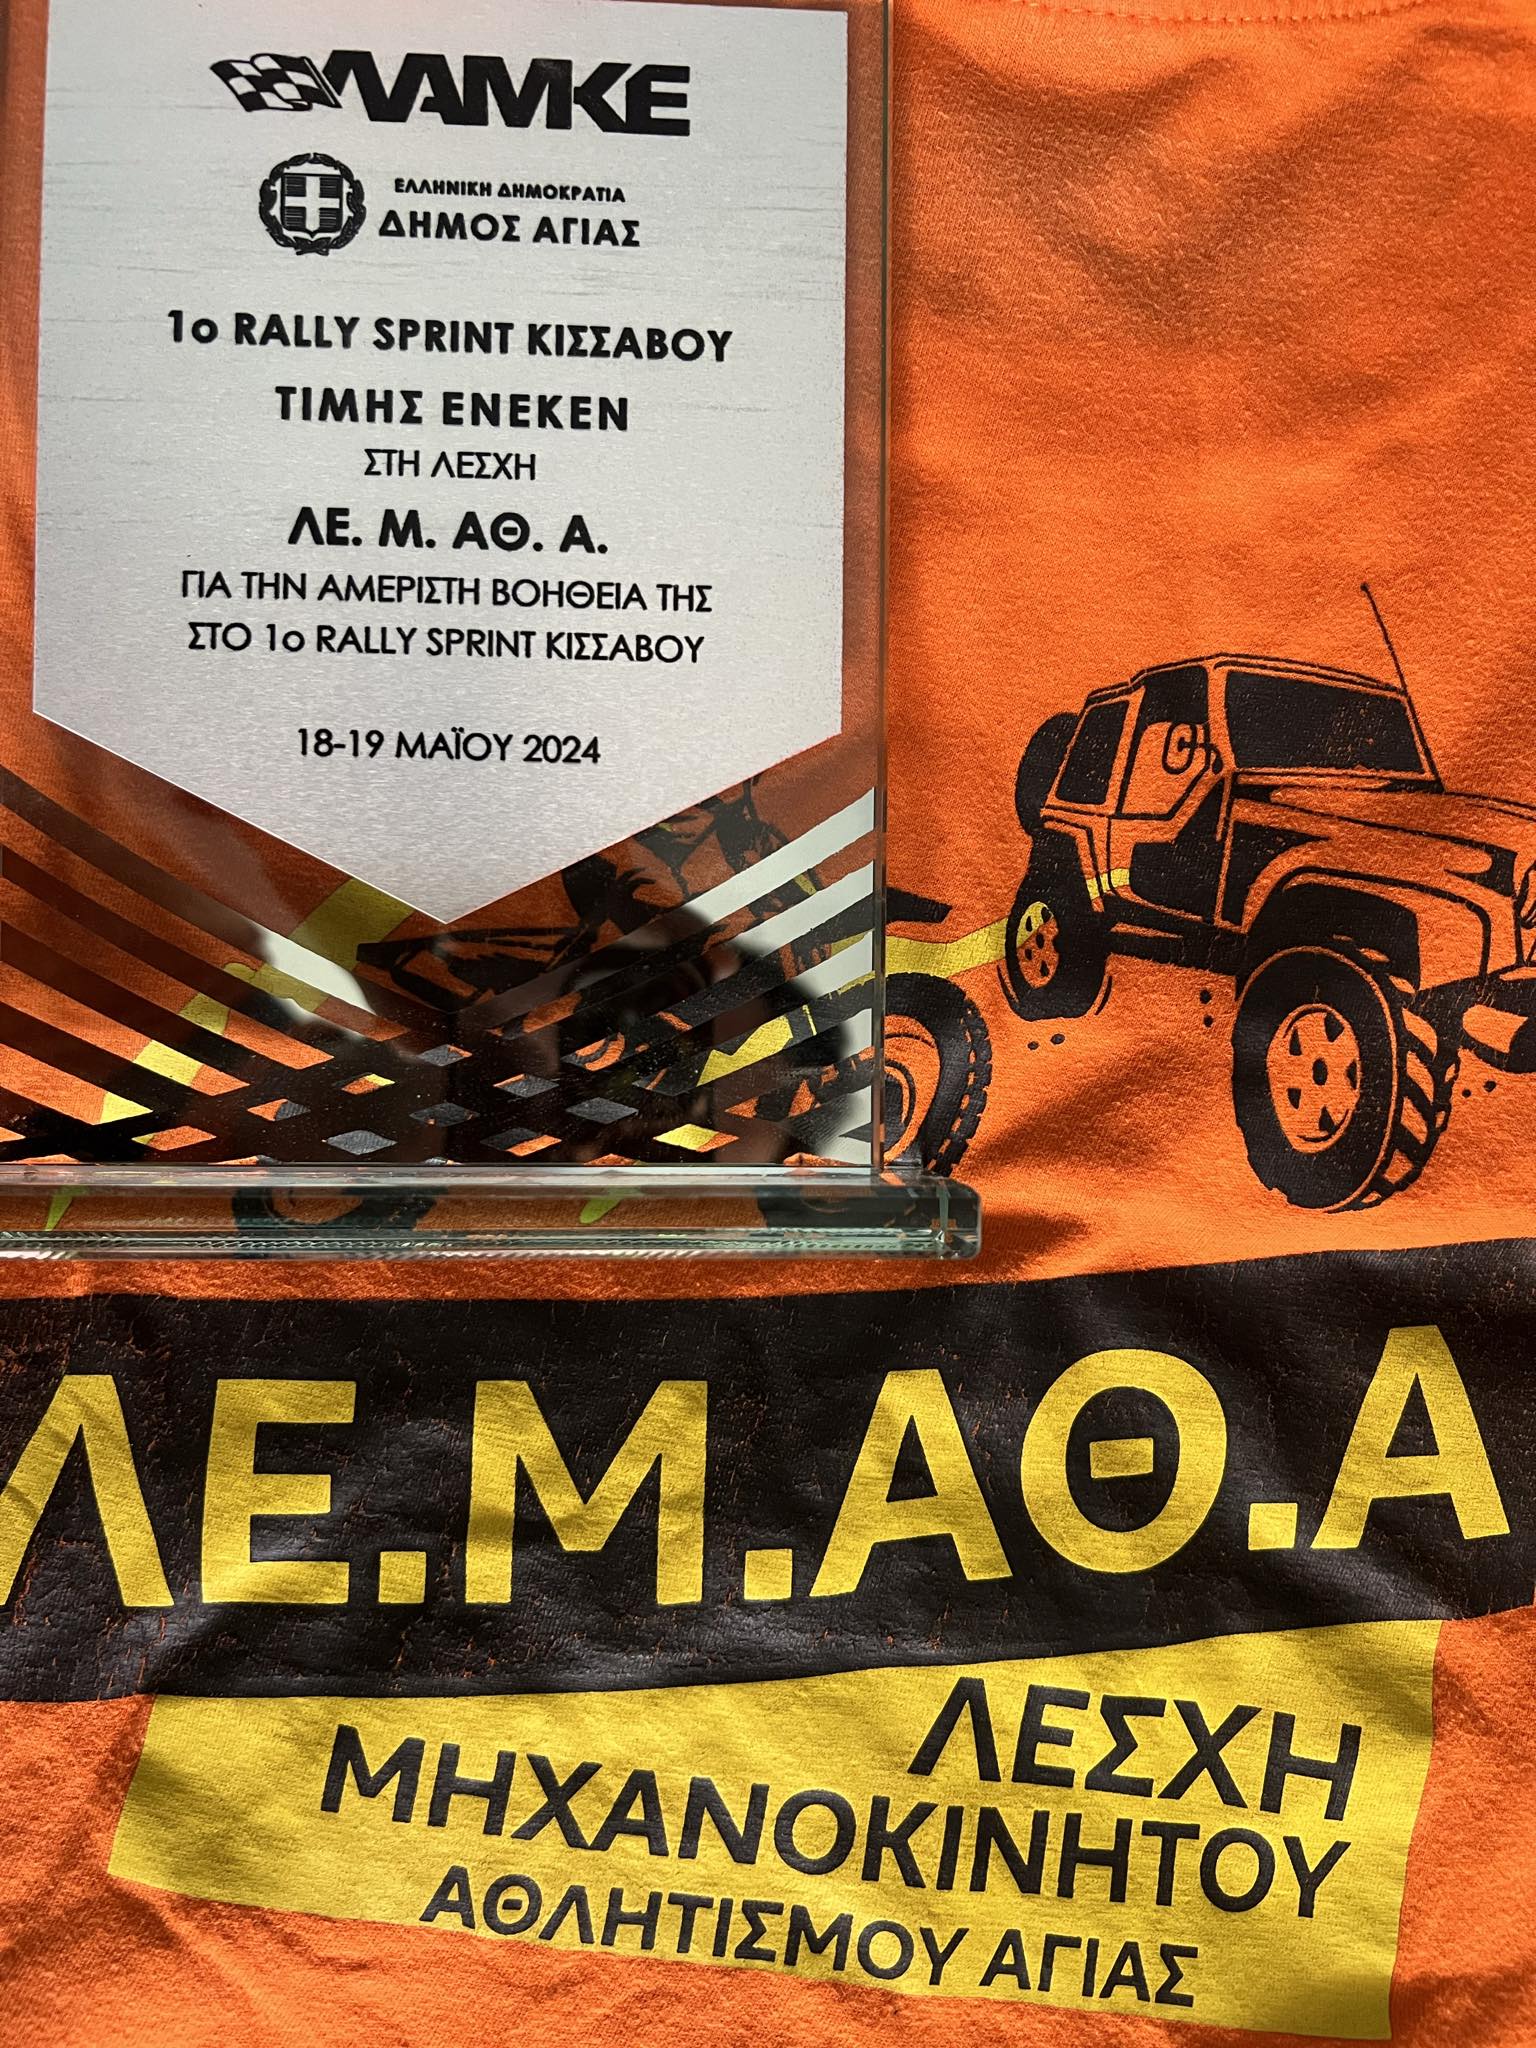 ΛΑΜΚΕ
ΕΛΛΗΝΙΚΗ ΔΗΜΟΚΡΑΤΙΑ
ΔΗΜΟΣ ΑΓΙΑΣ
1ο RALLY SPRINT ΚΙΣΣΑΒΟΥ
ΤΙΜΗΣ ΕΝΕΚΕΝ
ΣΤΗ ΛΕΣΧΗ
ΛΕ. Μ. ΑΘ. Α.
ΓΙΑ ΤΗΝ ΑΜΕΡΙΣΤΗ ΒΟΗΘΕΙΑ ΤΗΣ
ΣΤΟ 1ο RALLY SPRINT ΚΙΣΣΑΒΟΥ
18-19 ΜΑΪΟΥ 2024
ΛΕ.Μ.ΑΘ.Α
ΛΕΣΧΗ
ΜΗΧΑΝΟΚΙΝΗΤΟΥ
ΑΘΛΗΤΙΣΜΟΥ ΑΓΙΑΣ